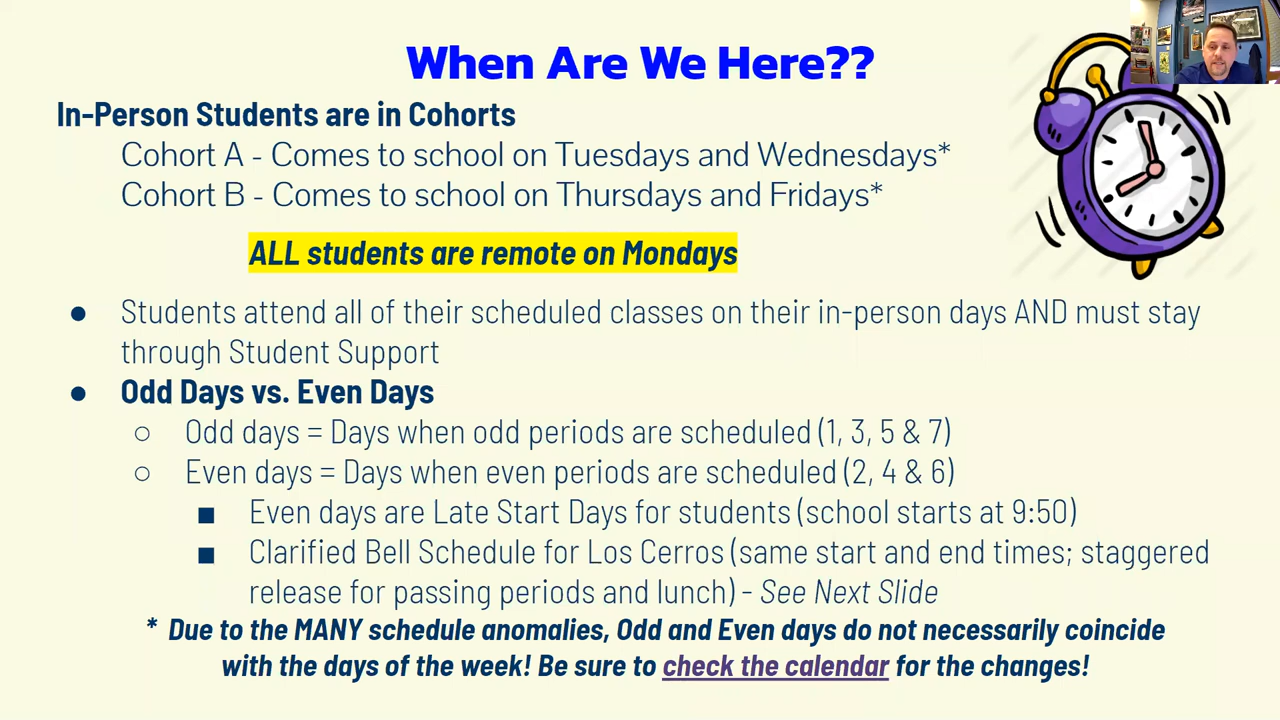 When Are We Here??
In-Person Students are in Cohorts
Cohort A - Comes to school on Tuesdays and Wednesdays*
Cohort B - Comes to school on Thursdays and Fridays*
ALL students are remote on Mondays
● Students attend all of their scheduled classes on their in-person days AND must stay
through Student Support
● Odd Days vs. Even Days
○ Odd days = Days when odd periods are scheduled (1, 3, 5 & 7)
○ Even days = Days when even periods are scheduled (2, 4 & 6)
■ Even days are Late Start Days for students (school starts at 9:50)
■ Clarified Bell Schedule for Los Cerros (same start and end times; staggered
release for passing periods and lunch) - See Next Slide
* Due to the MANY schedule anomalies, Odd and Even days do not necessarily coincide
with the days of the week! Be sure to check the calendar for the changes!